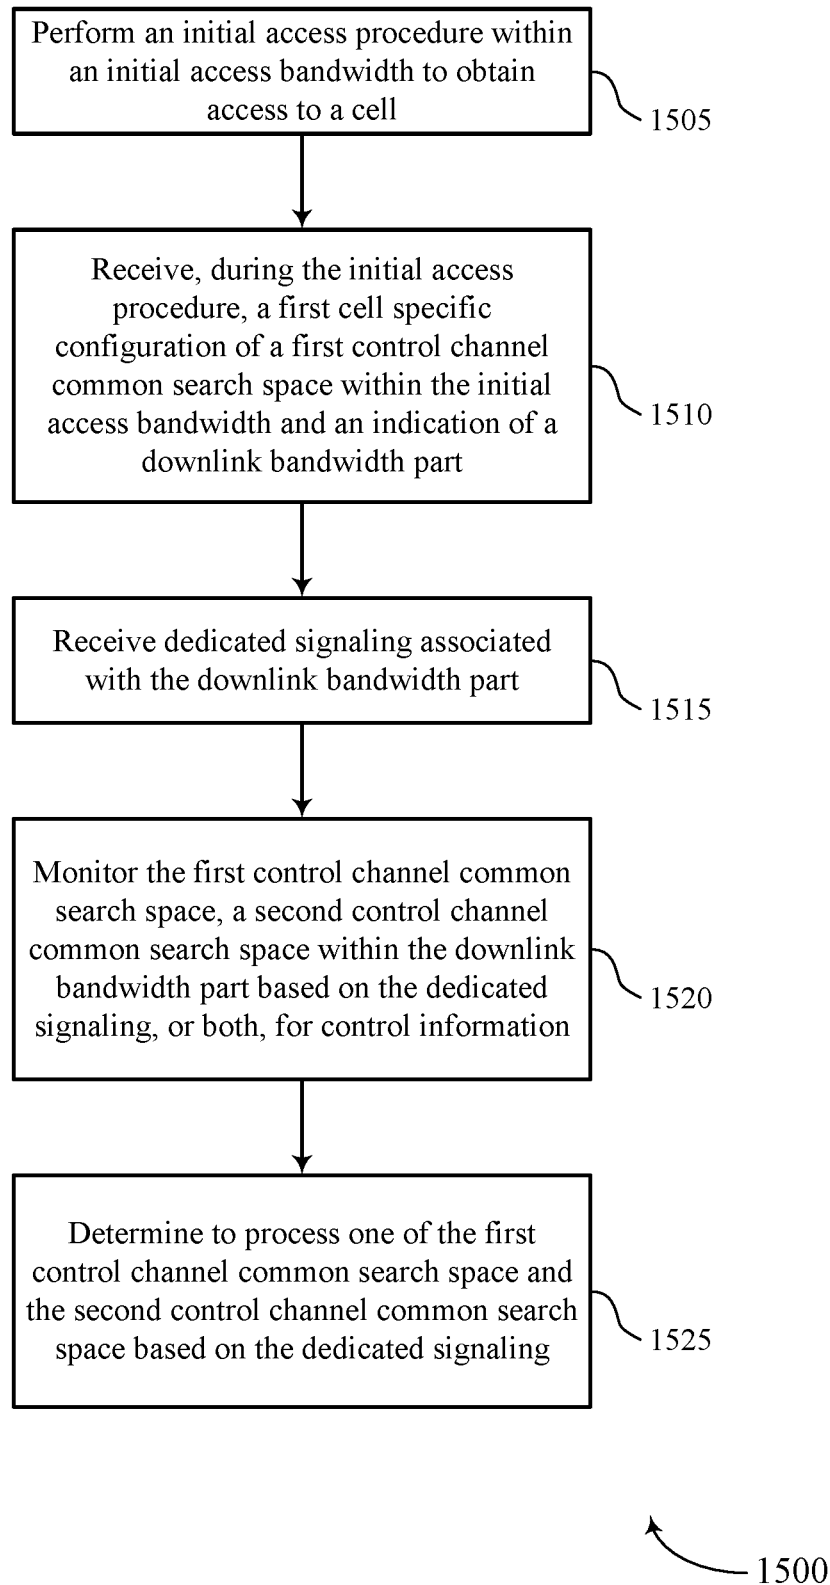 Perform an initial access procedure within
an initial access bandwidth to obtain
access to a cell
1505
Receive, during the initial access
procedure, a first cell specific
configuration of a first control channel
common search space within the initial
access bandwidth and an indication of a
downlink bandwidth part
1510
Receive dedicated signaling associated
with the downlink bandwidth part
1515
Monitor the first control channel common
search space, a second control channel
common search space within the downlink
bandwidth part based on the dedicated
signaling, or both, for control information
1520
Determine to process one of the first
control channel common search space and
the second control channel common search
space based on the dedicated signaling
1525
1500